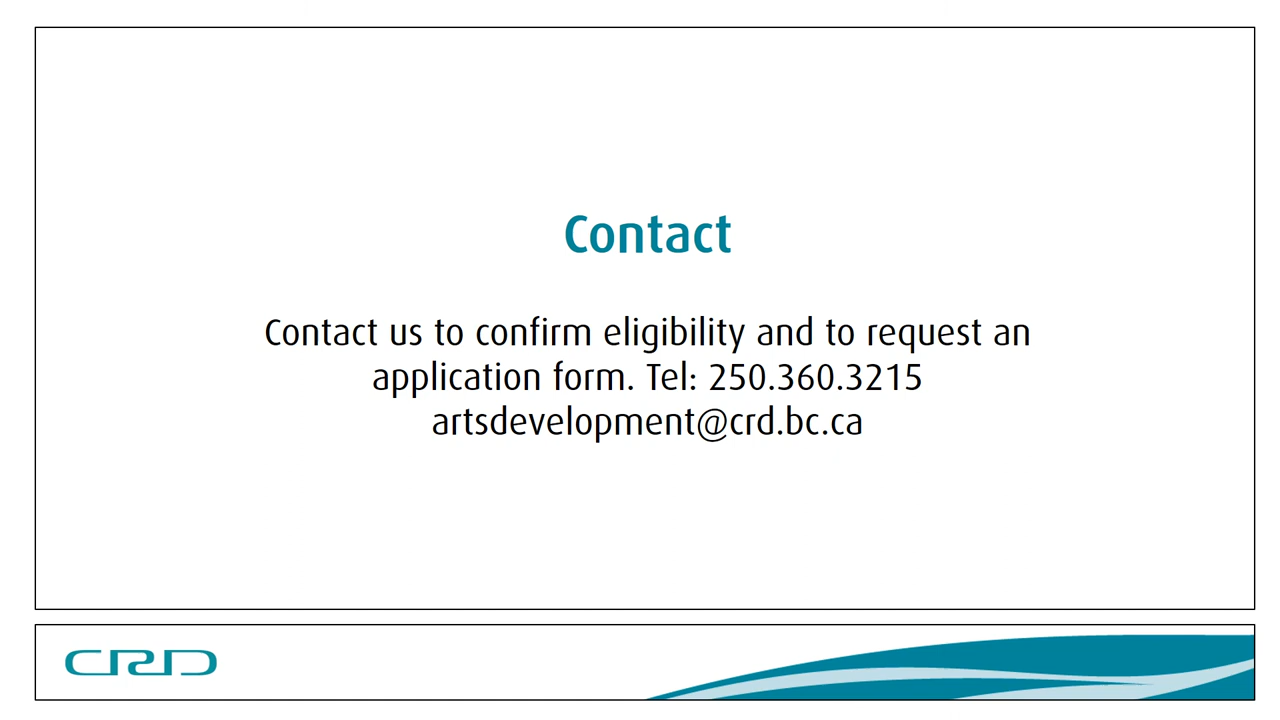 Contact
Contact us to confirm eligibility and to request an
application form. Tel: 250.360.3215
artsdevelopment@crd.bc.ca
CRD